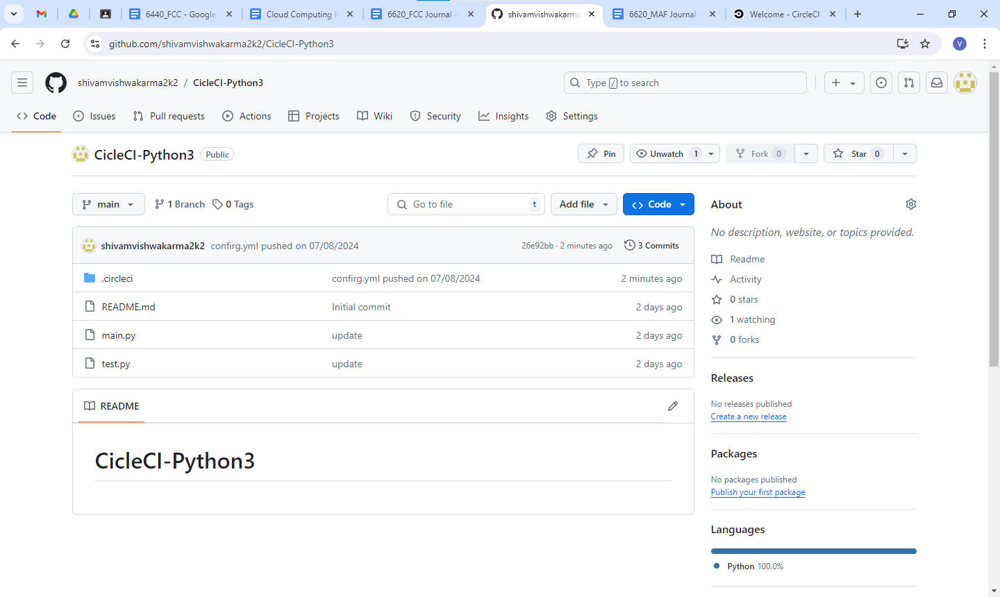 6440_FCC - Google
Cloud Computing P
6620_FCC Journal -
shivamvishwakarma
6620_MAF Journal
Welcome - CircleCI
github.com/shivamvishwakarma2k2/CicleCI-Python3
V
shivamvishwakarma2k2 / CicleCI-Python3
Type / to search
Code
Issues
Pull requests
Actions
Projects
Wiki
Security
Insights
Settings
CicleCI-Python3
Public
Pin
Unwatch 1
Fork 0
Star 0
main
1 Branch
0 Tags
Go to file
t
Add file
Code
shivamvishwakarma2k2 confirg.yml pushed on 07/08/2024
26e92bb · 2 minutes ago
3 Commits
.circleci confirg.yml pushed on 07/08/2024 2 minutes ago
README.md Initial commit 2 days ago
main.py update 2 days ago
test.py update 2 days ago
README
CicleCI-Python3
About
No description, website, or topics provided.
Readme
Activity
0 stars
1 watching
0 forks
Releases
No releases published
Create a new release
Packages
No packages published
Publish your first package
Languages
Python 100.0%